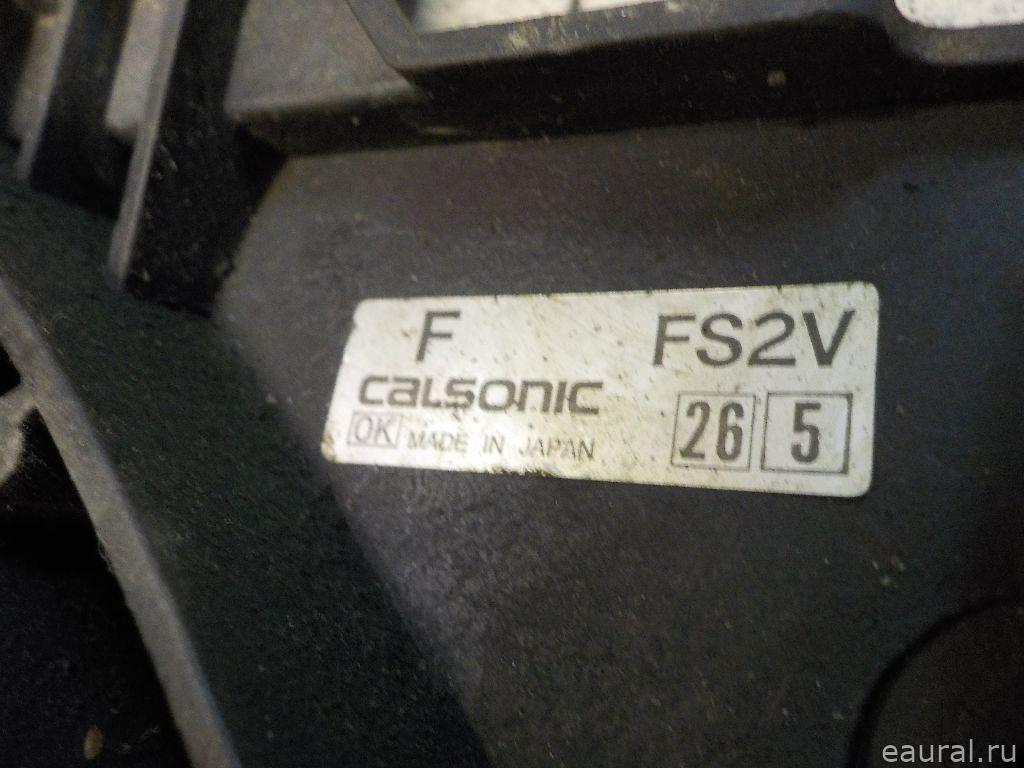 F FS2V
CALSONIC
OK MADE IN JAPAN 26 5
eaural.ru